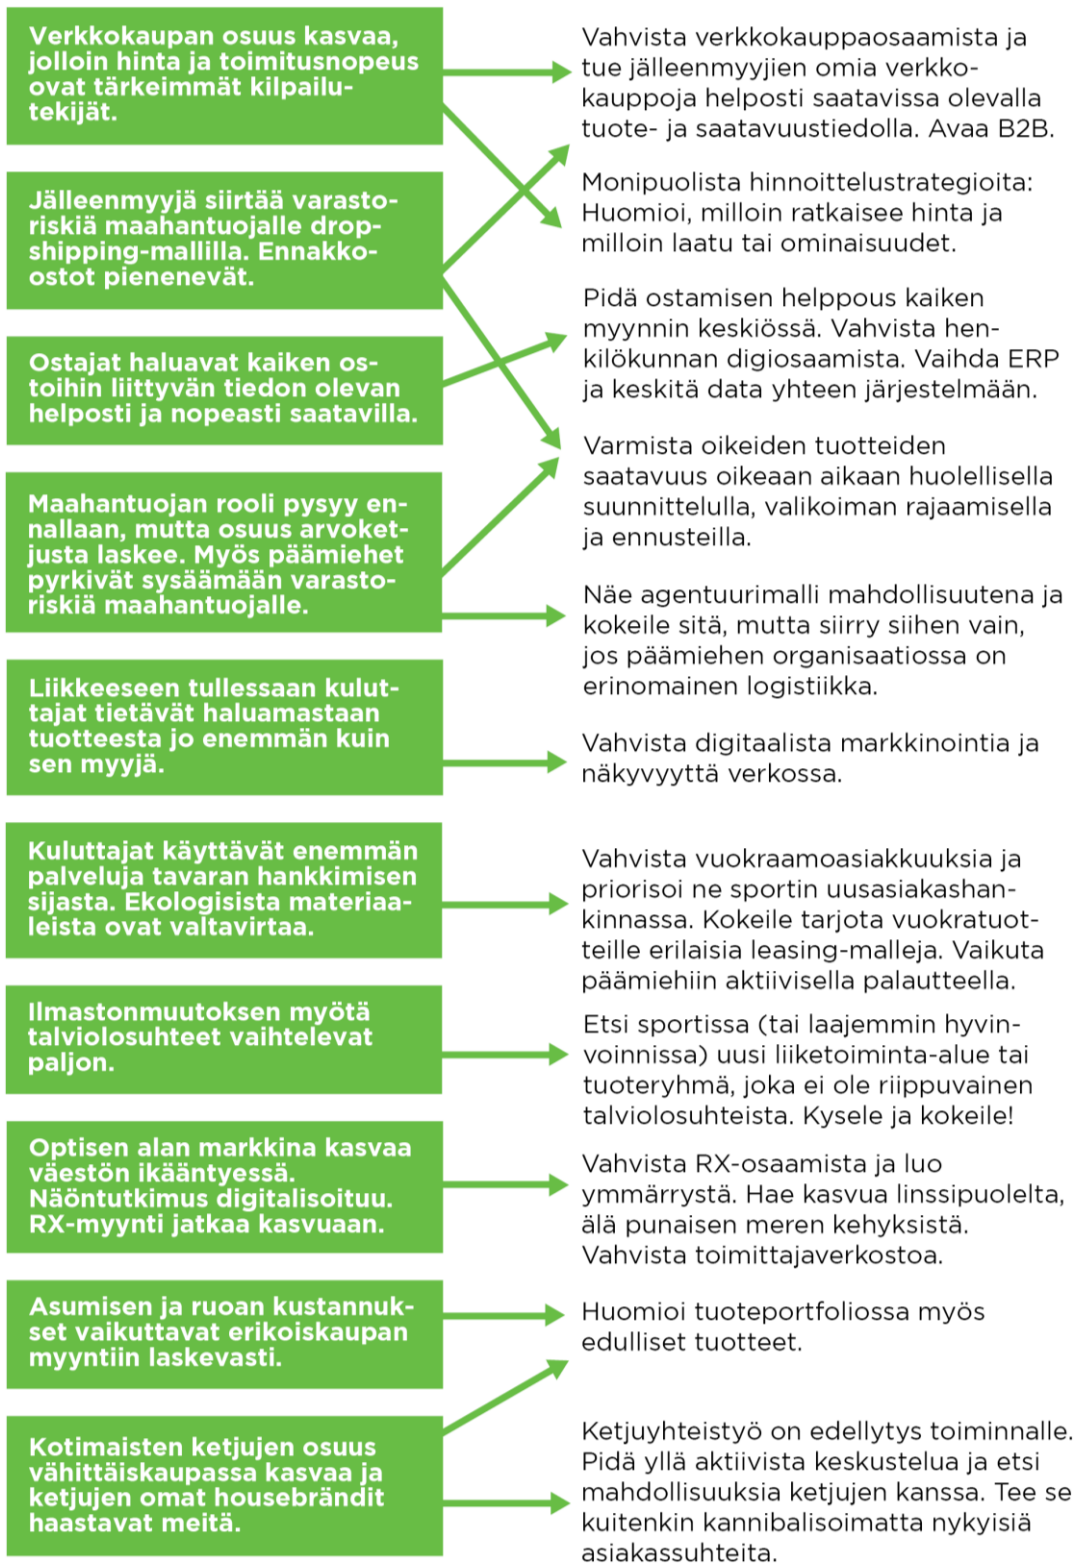 Verkkokaupan osuus kasvaa,
jolloin hinta ja toimitusnopeus
ovat tärkeimmät kilpailu-
tekijät.
Vahvista verkkokauppaosaamista ja
tue jälleenmyyjien omia verkko-
kauppoja helposti saatavissa olevalla
tuote- ja saatavuustiedolla. Avaa B2B.
Jälleenmyyjä siirtää varasto-
riskiä maahantuojalle drop-
shipping-mallilla. Ennakko-
ostot pienenevät.
Monipuolista hinnoittelustrategioita:
Huomioi, milloin ratkaisee hinta ja
milloin laatu tai ominaisuudet.
Ostajat haluavat kaiken os-
toihin liittyvän tiedon olevan
helposti ja nopeasti saatavilla.
Pidä ostamisen helppous kaiken
myynnin keskiössä. Vahvista hen-
kilökunnan digiosaamista. Vaihda ERP
ja keskitä data yhteen järjestelmään.
Maahantuojan rooli pysyy en-
nallaan, mutta osuus arvoket-
justa laskee. Myös päämiehet
pyrkivät sysäämään varasto-
riskiä maahantuojalle.
Varmista oikeiden tuotteiden
saatavuus oikeaan aikaan huolellisella
suunnittelulla, valikoiman rajaamisella
ja ennusteilla.
Näe agentuurimalli mahdollisuutena ja
kokeile sitä, mutta siirry siihen vain,
jos päämiehen organisaatiossa on
erinomainen logistiikka.
Liikkeeseen tullessaan kulut-
tajat tietävät haluamastaan
tuotteesta jo enemmän kuin
sen myyjä.
Vahvista digitaalista markkinointia ja
näkyvyyttä verkossa.
Kuluttajat käyttävät enemmän
palveluja tavaran hankkimisen
sijasta. Ekologisista materiaa-
leista ovat valtavirtaa.
Vahvista vuokraamoasiakkuuksia ja
priorisoi ne sportin uusasiakashan-
kinnassa. Kokeile tarjota vuokratuot-
teille erilaisia leasing-malleja. Vaikuta
päämiehiin aktiivisella palautteella.
Ilmastonmuutoksen myötä
talviolosuhteet vaihtelevat
paljon.
Etsi sportissa (tai laajemmin hyvin-
voinnissa) uusi liiketoiminta-alue tai
tuoteryhmä, joka ei ole riippuvainen
talviolosuhteista. Kysele ja kokeile!
Optisen alan markkina kasvaa
väestön ikääntyessä.
Näöntutkimus digitalisoituu.
RX-myynti jatkaa kasvuaan.
Vahvista RX-osaamista ja luo
ymmärrystä. Hae kasvua linssipuolelta,
älä punaisen meren kehyksistä.
Vahvista toimittajaverkostoa.
Asumisen ja ruoan kustannuk-
set vaikuttavat erikoiskaupan
myyntiin laskevasti.
Huomioi tuoteportfoliossa myös
edulliset tuotteet.
Kotimaisten ketjujen osuus
vähittäiskaupassa kasvaa ja
ketjujen omat housebrändit
haastavat meitä.
Ketjuyhteistyö on edellytys toiminnalle.
Pidä yllä aktiivista keskustelua ja etsi
mahdollisuuksia ketjujen kanssa. Tee se
kuitenkin kannibalisoimatta nykyisiä
asiakassuhteita.